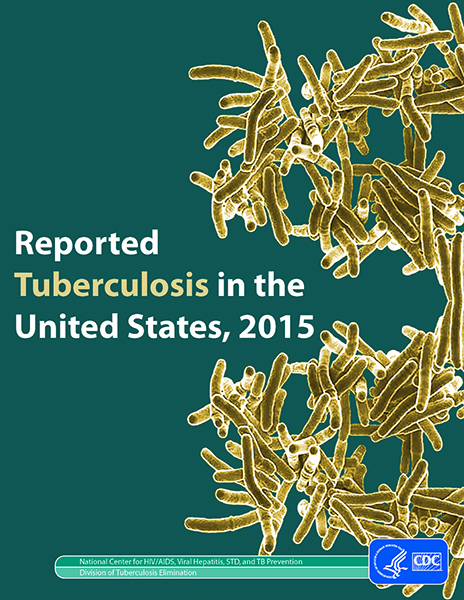 Reported
Tuberculosis in the
United States, 2015
National Center for HIV/AIDS, Viral Hepatitis, STD, and TB Prevention
Division of Tuberculosis Elimination
CDC